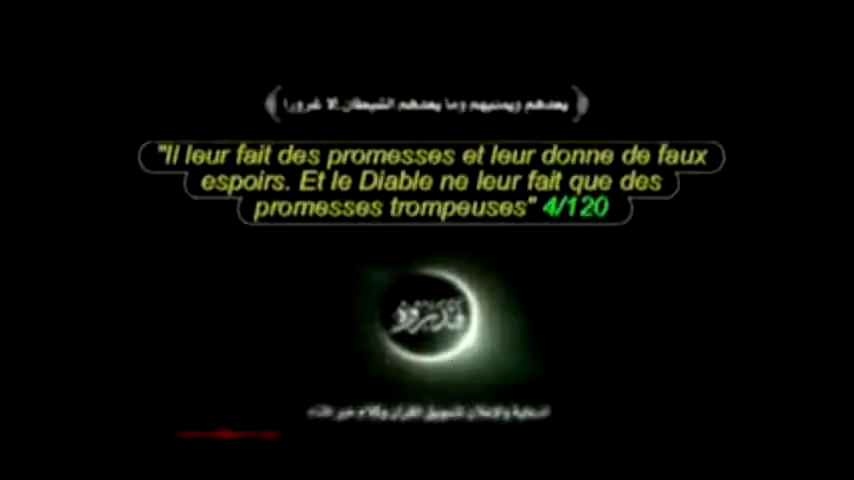 يعدهم ويمنيهم وما يعدهم الشيطان إلا غرورا
"Il leur fait des promesses et leur donne de faux
espoirs. Et le Diable ne leur fait que des
promesses trompeuses" 4/120